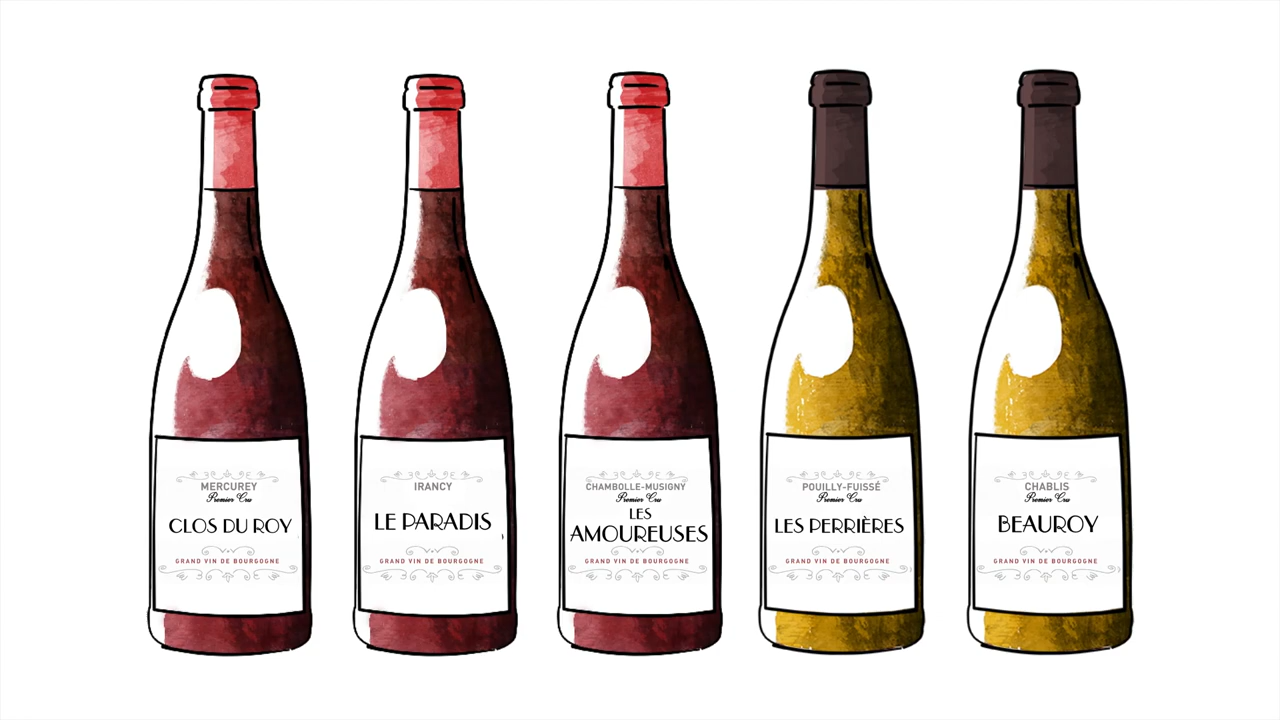 MERCUREY
Premier Cru
CLOS DU ROY
GRAND VIN DE BOURGOGNE
IRANCY
LE PARADIS
GRAND VIN DE BOURGOGNE
CHAMBOLLE-MUSIGNY
Premier Cru
LES
AMOUREUSES
GRAND VIN DE BOURGOGNE
POUILLY-FUISSÉ
Premier Cru
LES PERRIÈRES
GRAND VIN DE BOURGOGNE
CHABLIS
Premier Cru
BEAUROY
GRAND VIN DE BOURGOGNE